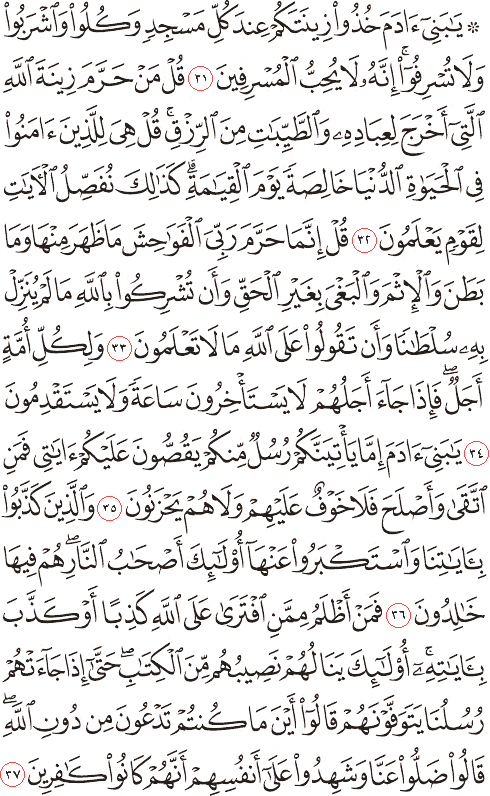 ۞ يَٰبَنِىٓ ءَادَمَ خُذُوا۟ زِينَتَكُمْ عِندَ كُلِّ مَسْجِدٍ وَكُلُوا۟ وَٱشْرَبُوا۟
وَلَا تُسْرِفُوٓا۟ ۚ إِنَّهُۥ لَا يُحِبُّ ٱلْمُسْرِفِينَ ٣١ قُلْ مَنْ حَرَّمَ زِينَةَ ٱللَّهِ
ٱلَّتِىٓ أَخْرَجَ لِعِبَادِهِۦ وَٱلطَّيِّبَٰتِ مِنَ ٱلرِّزْقِ ۚ قُلْ هِىَ لِلَّذِينَ ءَامَنُوا۟
فِى ٱلْحَيَوٰةِ ٱلدُّنْيَا خَالِصَةً يَوْمَ ٱلْقِيَٰمَةِ ۗ كَذَٰلِكَ نُفَصِّلُ ٱلْءَايَٰتِ
لِقَوْمٍ يَعْلَمُونَ ٣٢ قُلْ إِنَّمَا حَرَّمَ رَبِّىَ ٱلْفَوَٰحِشَ مَا ظَهَرَ مِنْهَا وَمَا
بَطَنَ وَٱلْإِثْمَ وَٱلْبَغْىَ بِغَيْرِ ٱلْحَقِّ وَأَن تُشْرِكُوا۟ بِٱللَّهِ مَا لَمْ يُنَزِّلْ
بِهِۦ سُلْطَٰنًا وَأَن تَقُولُوا۟ عَلَى ٱللَّهِ مَا لَا تَعْلَمُونَ ٣٣ وَلِكُلِّ أُمَّةٍ
أَجَلٌ ۖ فَإِذَا جَآءَ أَجَلُهُمْ لَا يَسْتَأْخِرُونَ سَاعَةً وَلَا يَسْتَقْدِمُونَ
٣٤ يَٰبَنِىٓ ءَادَمَ إِمَّا يَأْتِيَنَّكُمْ رُسُلٌ مِّنكُمْ يَقُصُّونَ عَلَيْكُمْ ءَايَٰتِى فَمَنِ
ٱتَّقَىٰ وَأَصْلَحَ فَلَا خَوْفٌ عَلَيْهِمْ وَلَا هُمْ يَحْزَنُونَ ٣٥ وَٱلَّذِينَ كَذَّبُوا۟
بِـَٔايَٰتِنَا وَٱسْتَكْبَرُوا۟ عَنْهَآ أُو۟لَٰٓئِكَ أَصْحَٰبُ ٱلنَّارِ ۖ هُمْ فِيهَا
خَٰلِدُونَ ٣٦ فَمَنْ أَظْلَمُ مِمَّنِ ٱفْتَرَىٰ عَلَى ٱللَّهِ كَذِبًا أَوْ كَذَّبَ
بِـَٔايَٰتِهِۦٓ ۚ أُو۟لَٰٓئِكَ يَنَالُهُمْ نَصِيبُهُم مِّنَ ٱلْكِتَٰبِ ۖ حَتَّىٰٓ إِذَا جَآءَتْهُمْ
رُسُلُنَا يَتَوَفَّوْنَهُمْ قَالُوٓا۟ أَيْنَ مَا كُنتُمْ تَدْعُونَ مِن دُونِ ٱللَّهِ ۖ
قَالُوا۟ ضَلُّوا۟ عَنَّا وَشَهِدُوا۟ عَلَىٰٓ أَنفُسِهِمْ أَنَّهُمْ كَانُوا۟ كَٰفِرِينَ ٣٧